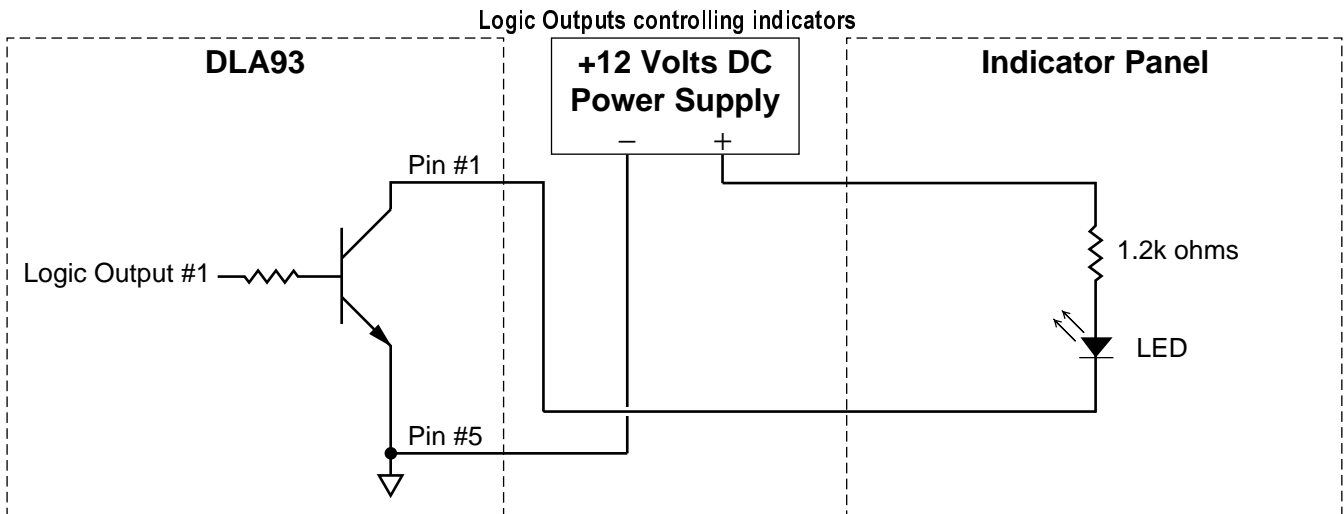 Logic Outputs controlling indicators
DLA93
+12 Volts DC
Power Supply
− +
Indicator Panel
Pin #1
Logic Output #1
1.2k ohms
LED
Pin #5